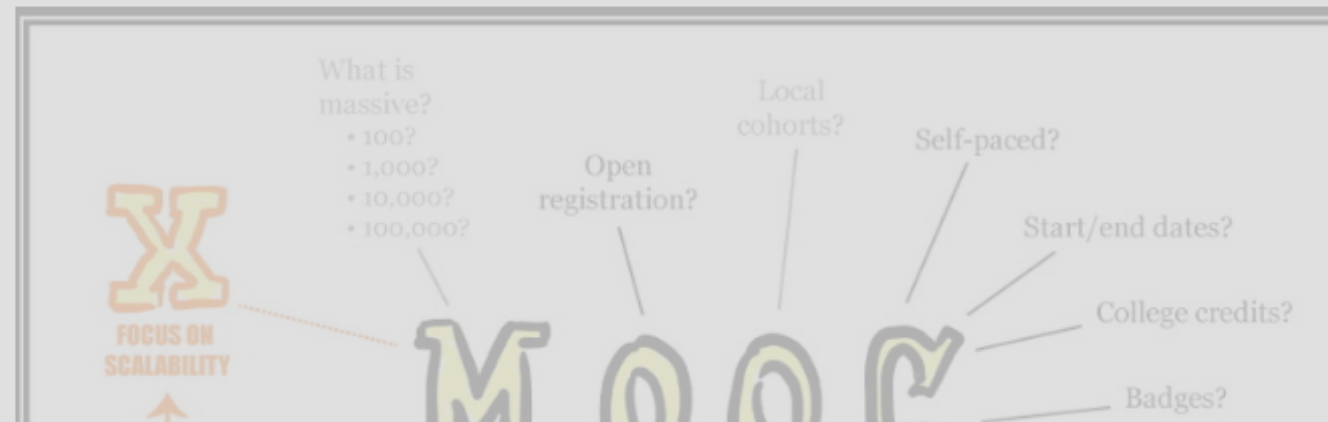 What is
massive?
• 100?
• 1,000?
• 10,000?
• 100,000?
Open
registration?
Local
cohorts?
Self-paced?
Start/end dates?
College credits?
Badges?
X
FOCUS ON
SCALABILITY
MOOC